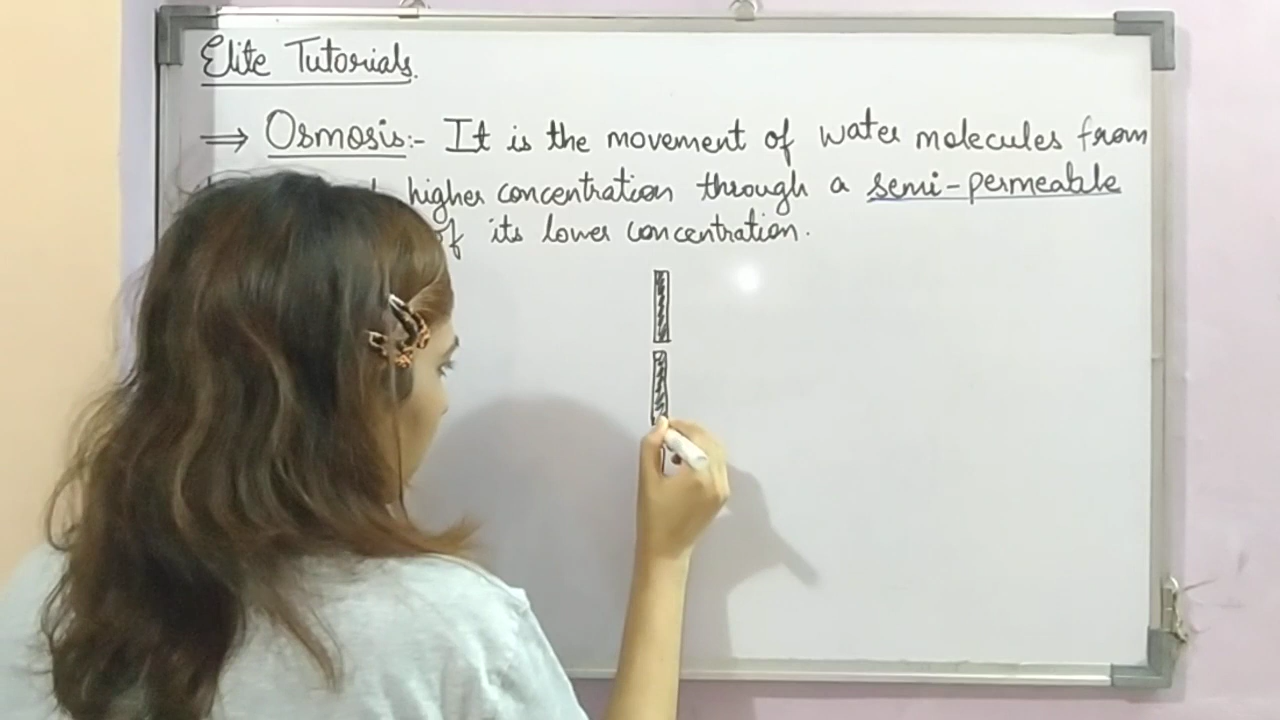 Elite Tutorials.
⇒ Osmosis:- It is the movement of water molecules from
higher concentration through a semi-permeable
of its lower concentration.